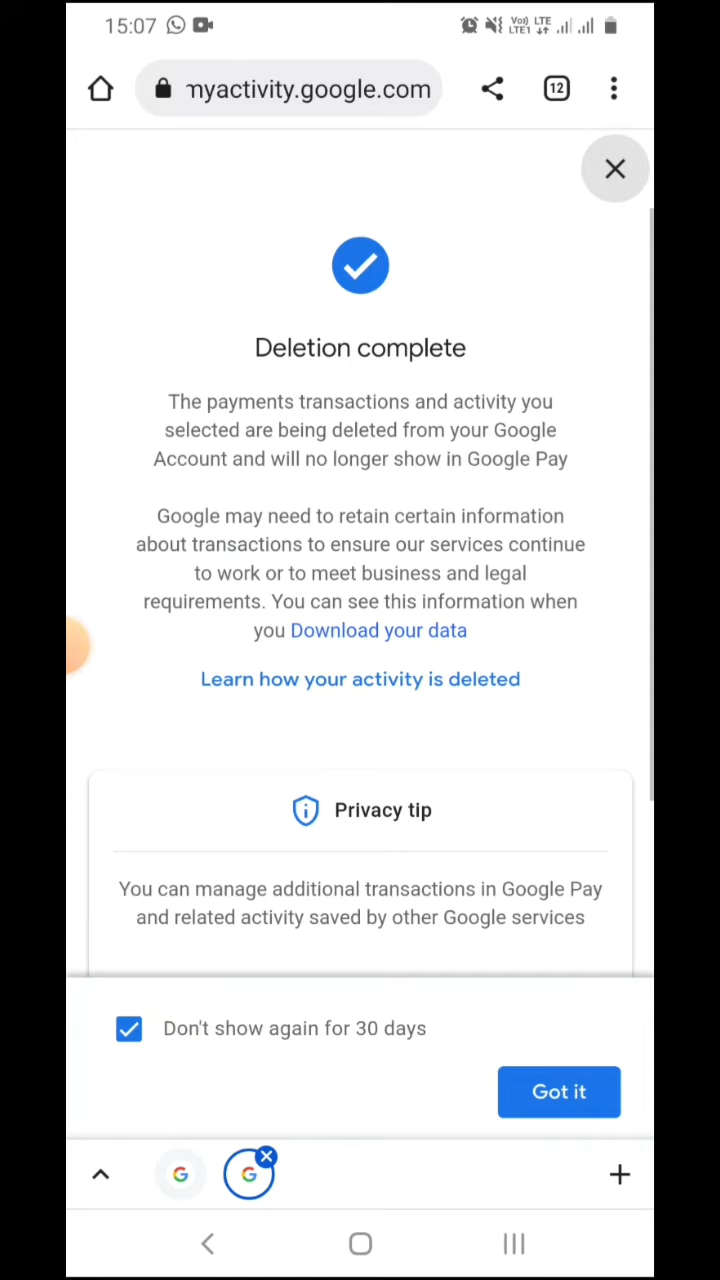 15:07
Vo) LTE
LTE1
myactivity.google.com
12
Deletion complete
The payments transactions and activity you
selected are being deleted from your Google
Account and will no longer show in Google Pay
Google may need to retain certain information
about transactions to ensure our services continue
to work or to meet business and legal
requirements. You can see this information when
you Download your data
Learn how your activity is deleted
Privacy tip
You can manage additional transactions in Google Pay
and related activity saved by other Google services
Don't show again for 30 days
Got it